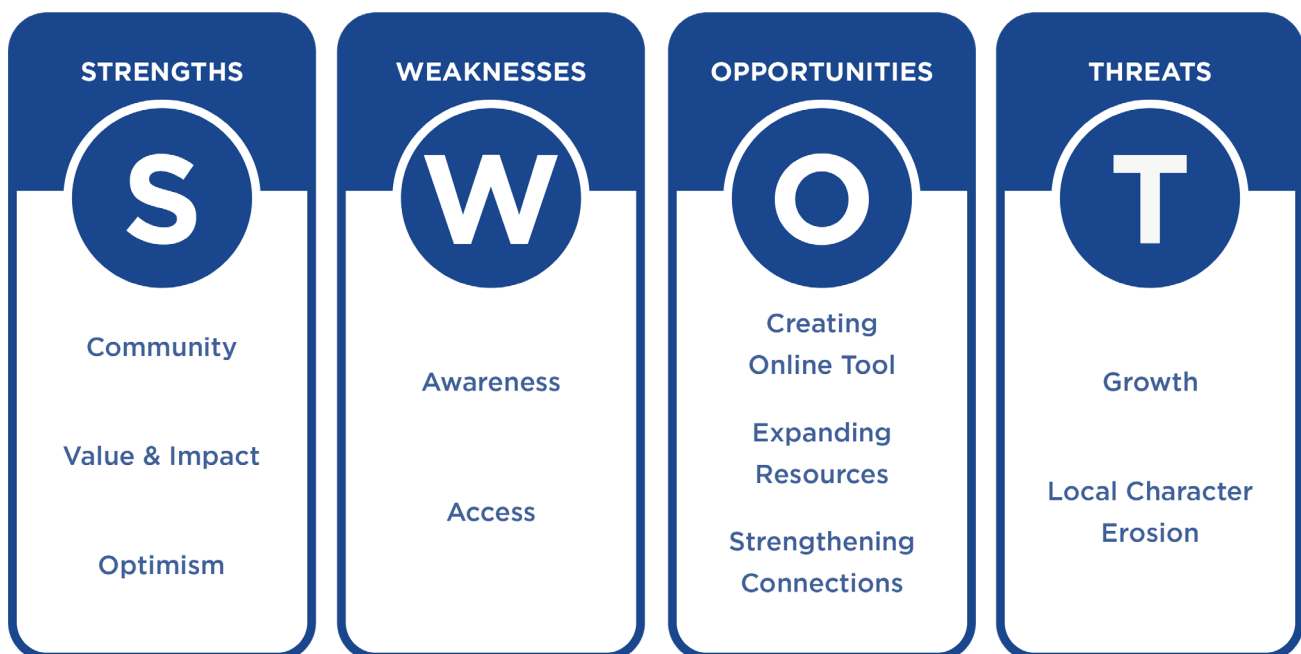 STRENGTHS
S
Community
Value & Impact
Optimism
WEAKNESSES
W
Awareness
Access
OPPORTUNITIES
O
Creating
Online Tool
Expanding
Resources
Strengthening
Connections
THREATS
T
Growth
Local Character
Erosion